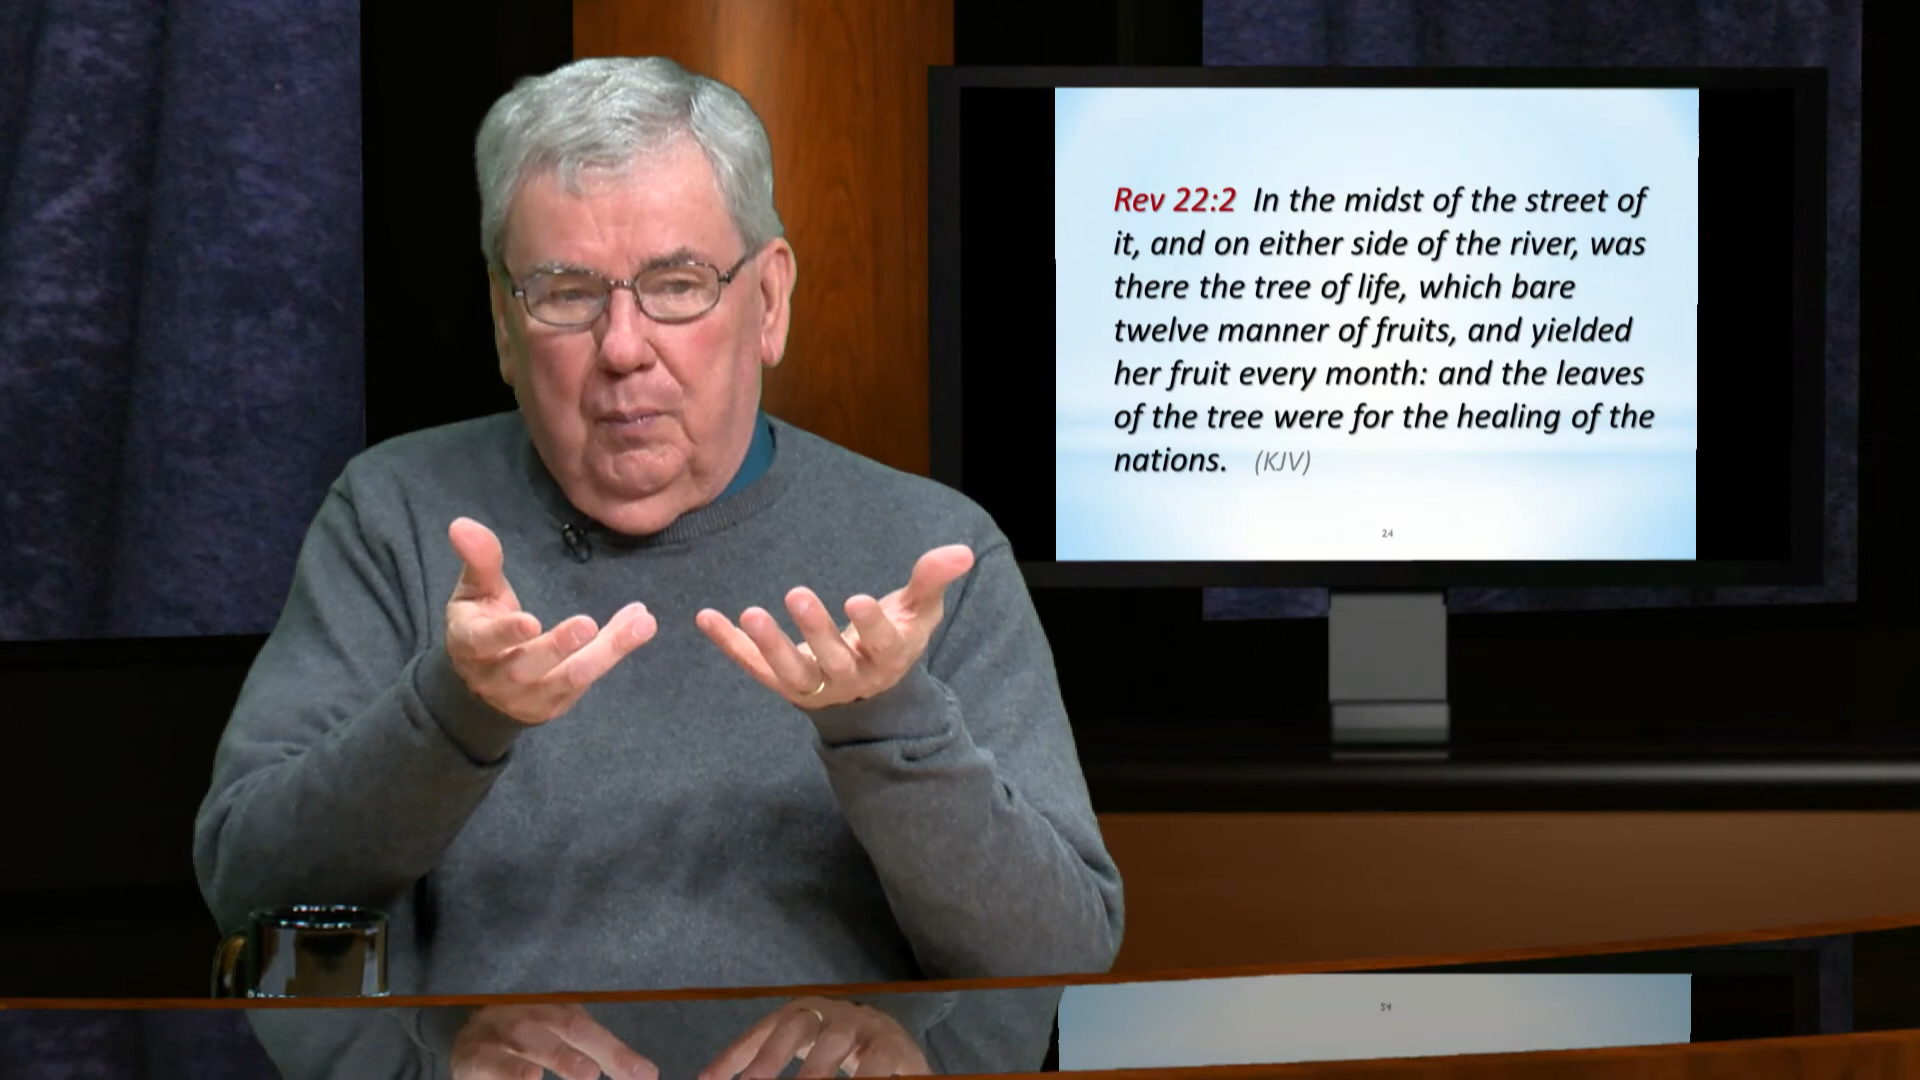 Rev 22:2 In the midst of the street of
it, and on either side of the river, was
there the tree of life, which bare
twelve manner of fruits, and yielded
her fruit every month: and the leaves
of the tree were for the healing of the
nations. (KJV)
24